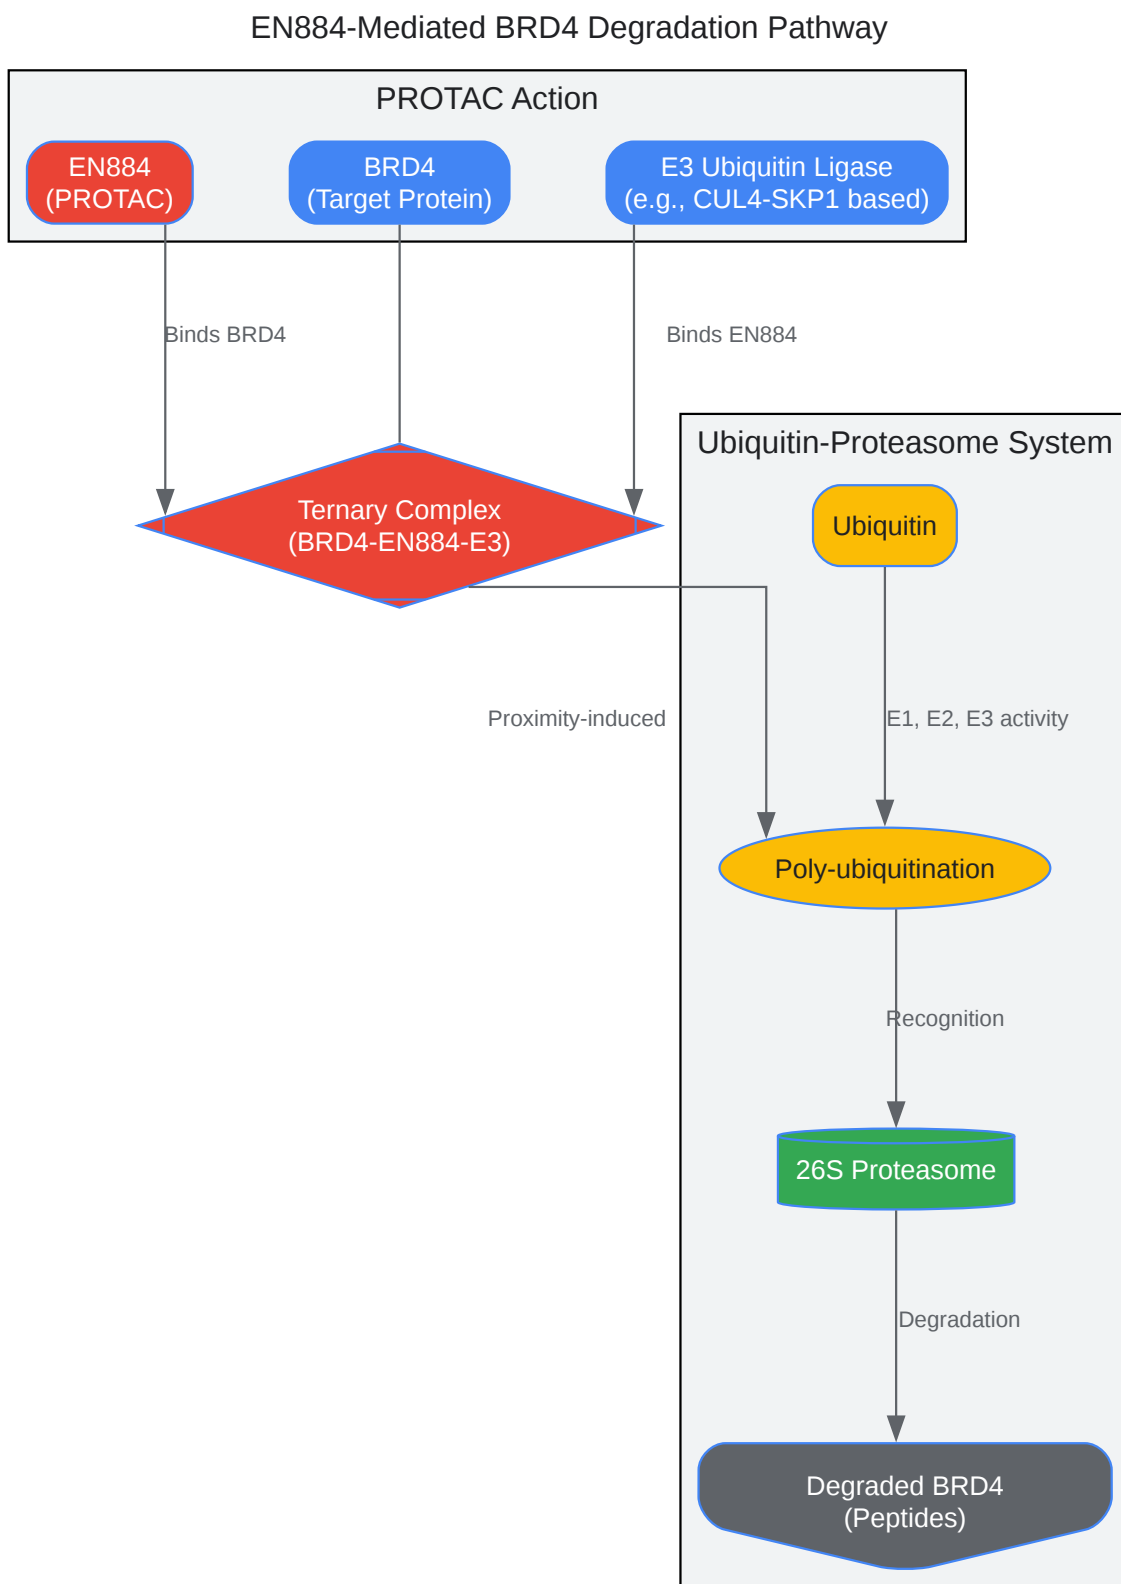 EN884-Mediated BRD4 Degradation Pathway
PROTAC Action
EN884
(PROTAC)
BRD4
(Target Protein)
E3 Ubiquitin Ligase
(e.g., CUL4-SKP1 based)
Binds BRD4
Binds EN884
Ternary Complex
(BRD4-EN884-E3)
Ubiquitin-Proteasome System
Ubiquitin
Proximity-induced
E1, E2, E3 activity
Poly-ubiquitination
Recognition
26S Proteasome
Degradation
Degraded BRD4
(Peptides)